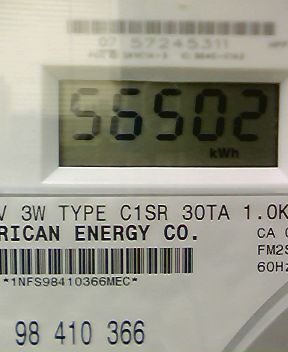 07 57245311
56502
kWh
V 3W TYPE C1SR 30TA 1.0K
RICAN ENERGY CO.
CA
FM2S
60Hz
*1NFS98410366MEC*
98 410 366